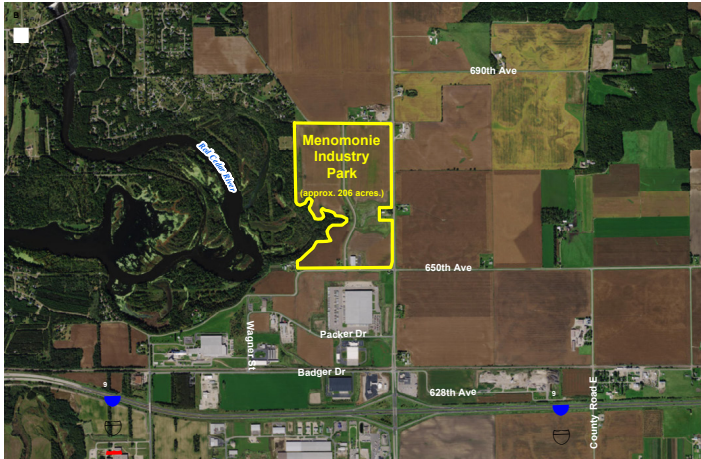 690th Ave
Menomonie
Industry
Park
(approx. 206 acres.)
Red Cedar River
650th Ave
Wagner St
Packer Dr
Badger Dr
628th Ave
9
9
County Road E